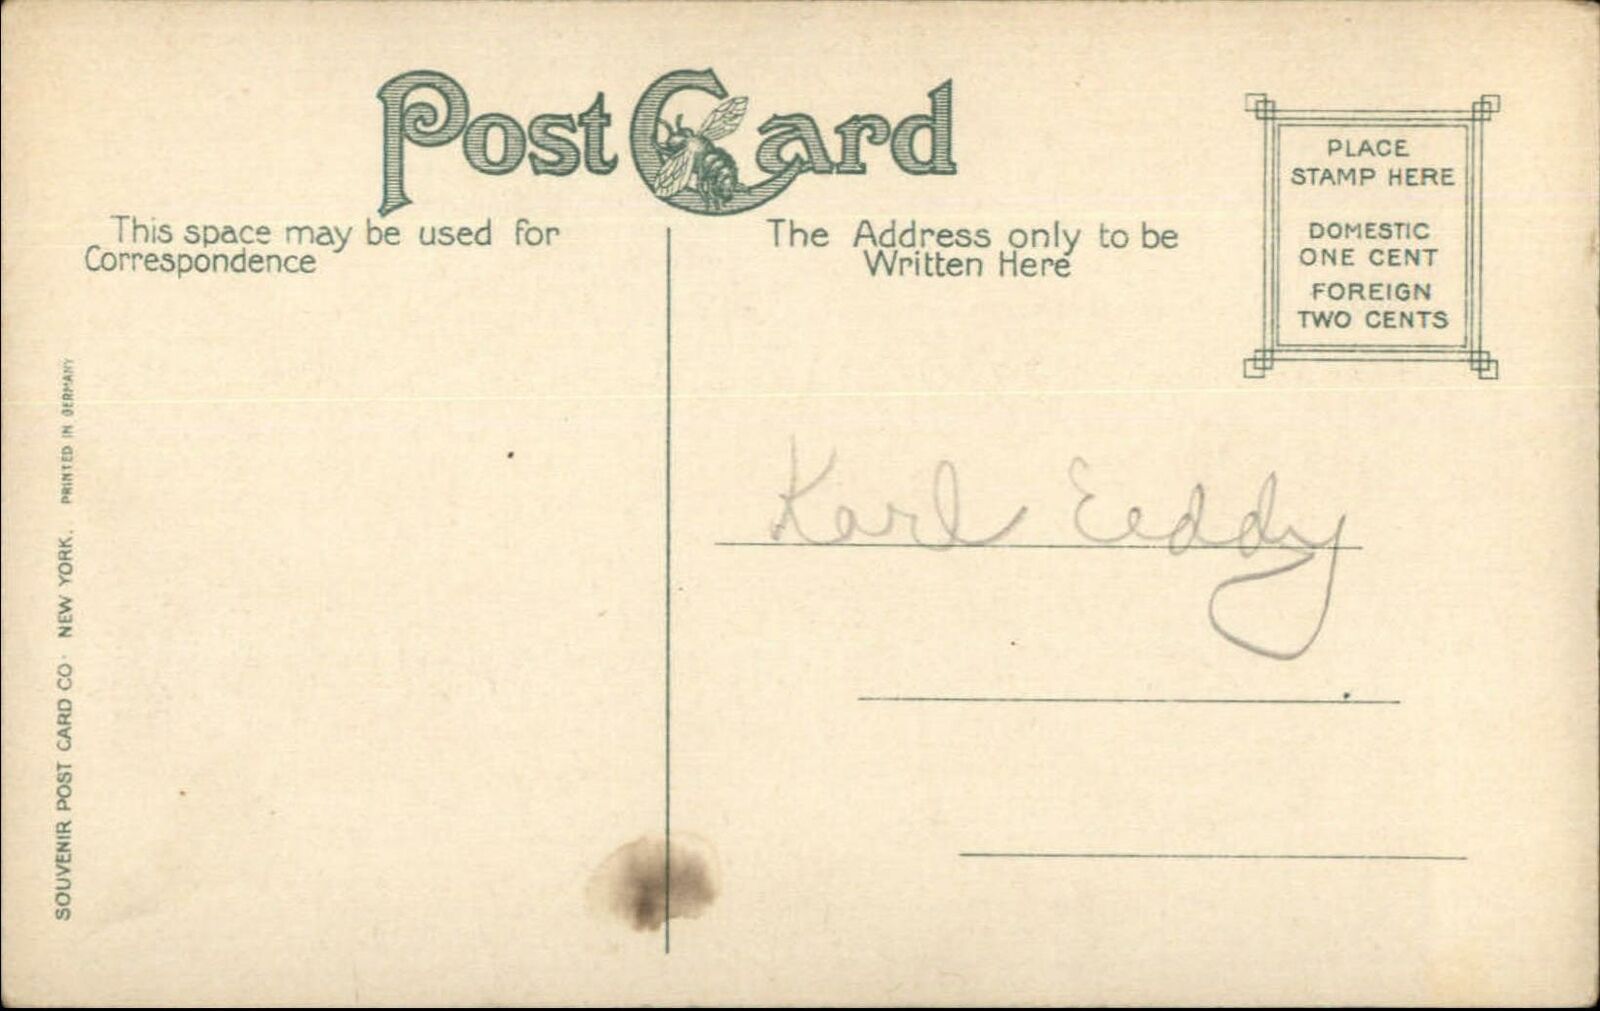 Post Card
This space may be used for
Correspondence
The Address only to be
Written Here
PLACE
STAMP HERE
DOMESTIC
ONE CENT
FOREIGN
TWO CENTS
Karl Eddy
SOUVENIR POST CARD CO. NEW YORK. PRINTED IN GERMANY